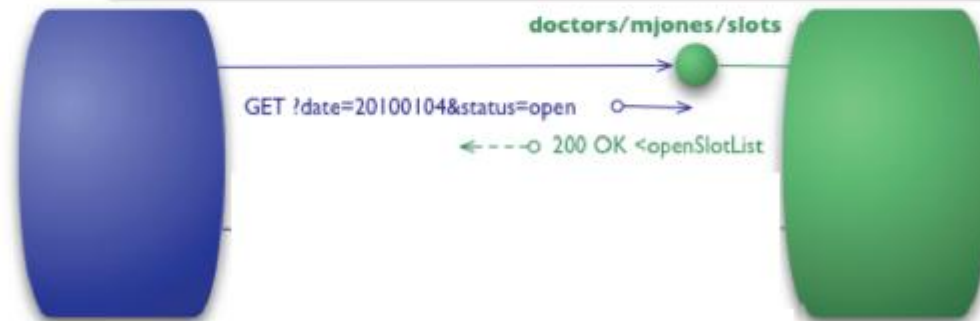 doctors/mjones/slots
GET ?date=20100104&status=open
200 OK <openSlotList